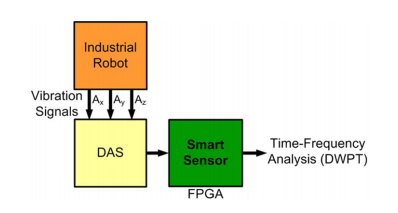 Industrial
Robot
Vibration
Signals
Ax Ay Az
DAS
Smart
Sensor
FPGA
Time-Frequency
Analysis (DWPT)